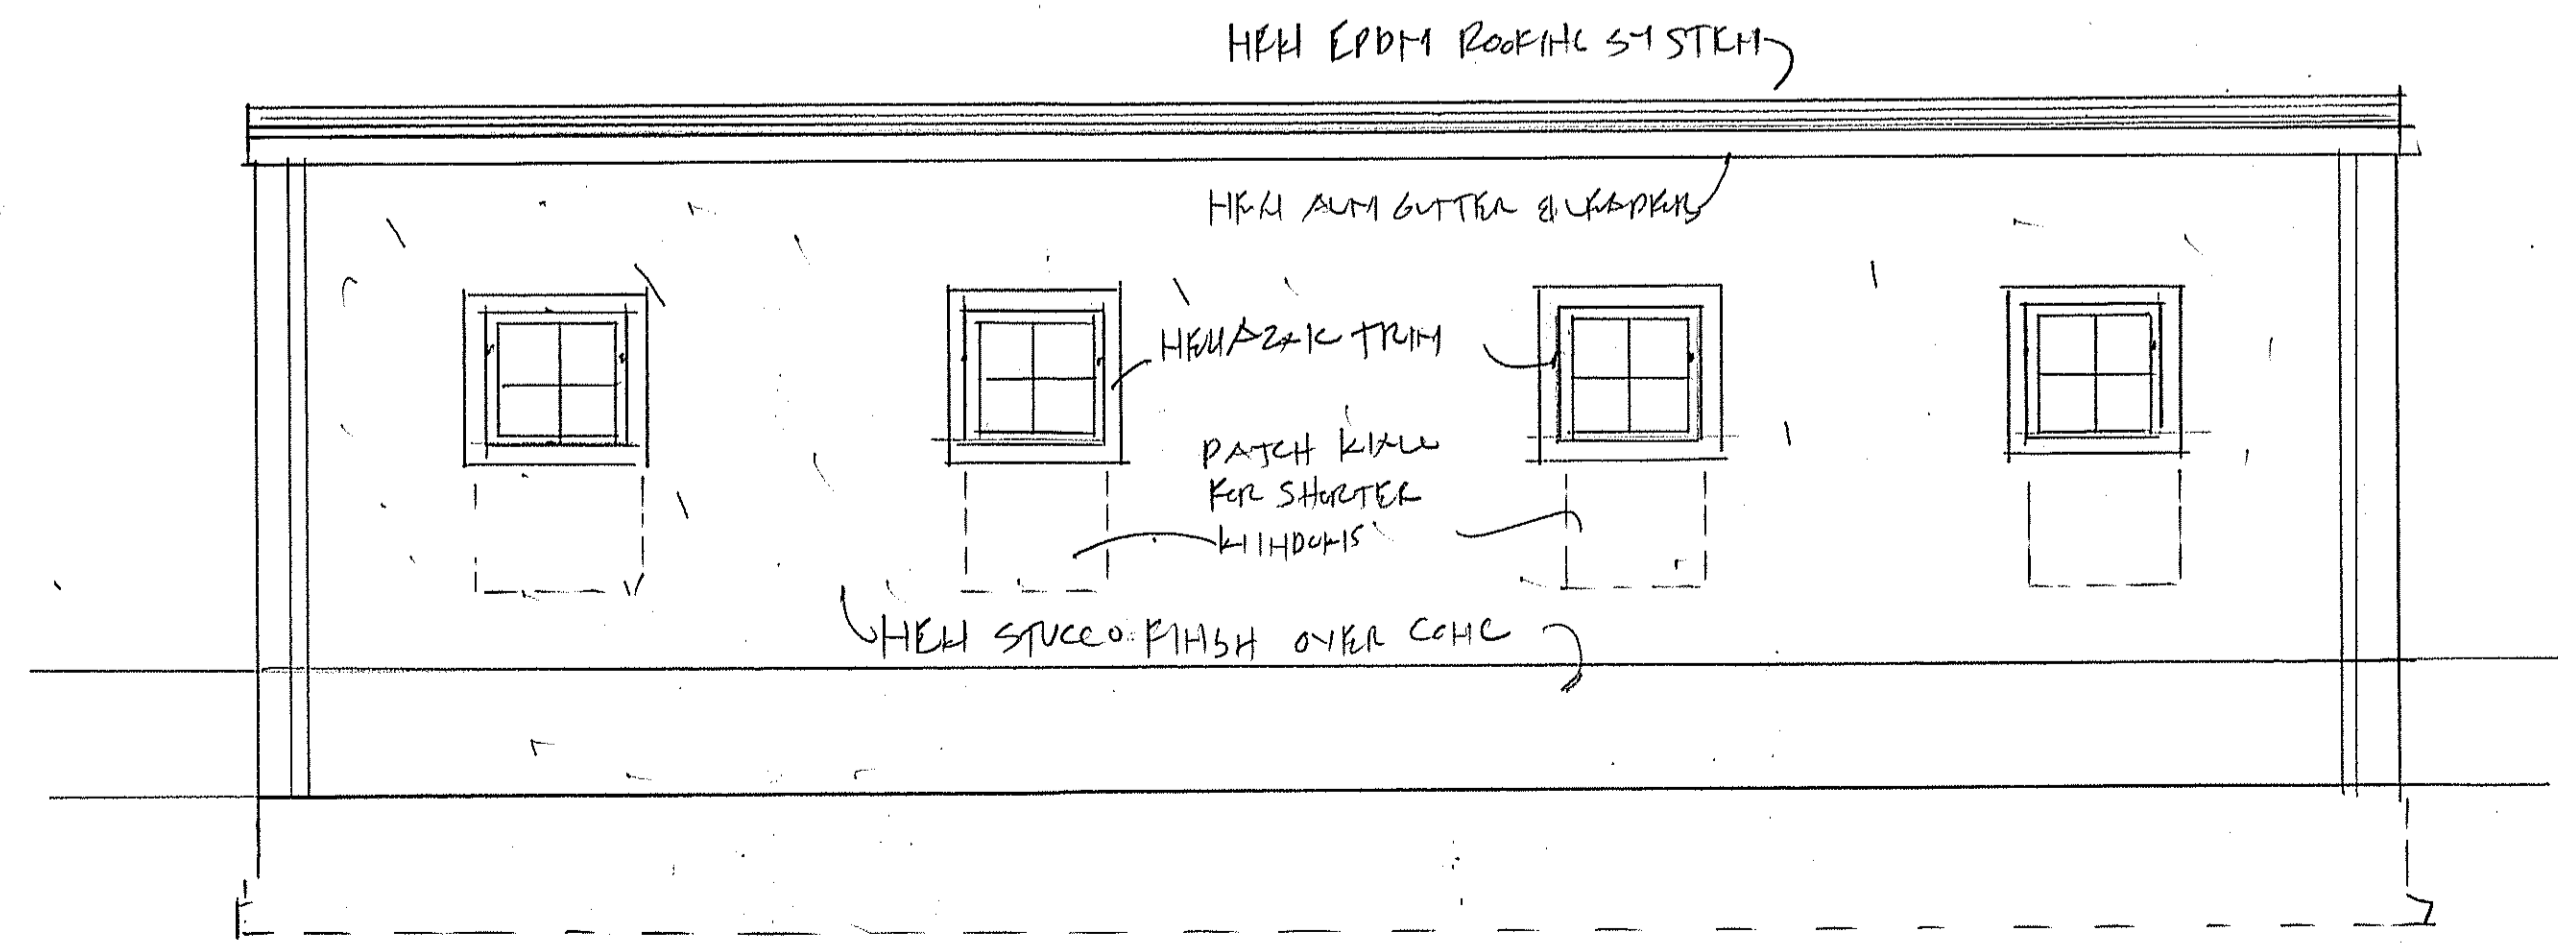 NEW EPDM ROOFING SYSTEM
NEW ALUM GUTTER & LEADERS
NEW AZEK TRIM
PATCH WALL
FOR SHORTER
WINDOWS
NEW STUCCO FINISH OVER CONC